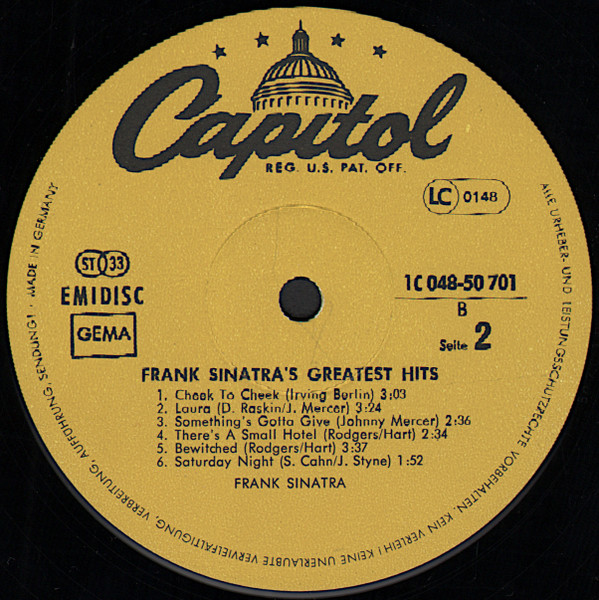 Capitol
REG. U.S. PAT. OFF.
LC 0148
ST 33
EMIDISC
GEMA
1C 048-50 701
B
Seite 2
FRANK SINATRA'S GREATEST HITS
1. Cheek To Cheek (Irving Berlin) 3:03
2. Laura (D. Raskin/J. Mercer) 3:24
3. Something's Gotta Give (Johnny Mercer) 2:36
4. There's A Small Hotel (Rodgers/Hart) 2:34
5. Bewitched (Rodgers/Hart) 3:37
6. Saturday Night (S. Cahn/J. Styne) 1:52
FRANK SINATRA
ALLE URHEBER- UND LEISTUNGSSCHUTZRECHTE VORBEHALTEN. KEIN VERLEIH! KEINE UNERLAUBTE VERVIELFÄLTIGUNG, VERBREITUNG, AUFFÜHRUNG, SENDUNG! · MADE IN GERMANY